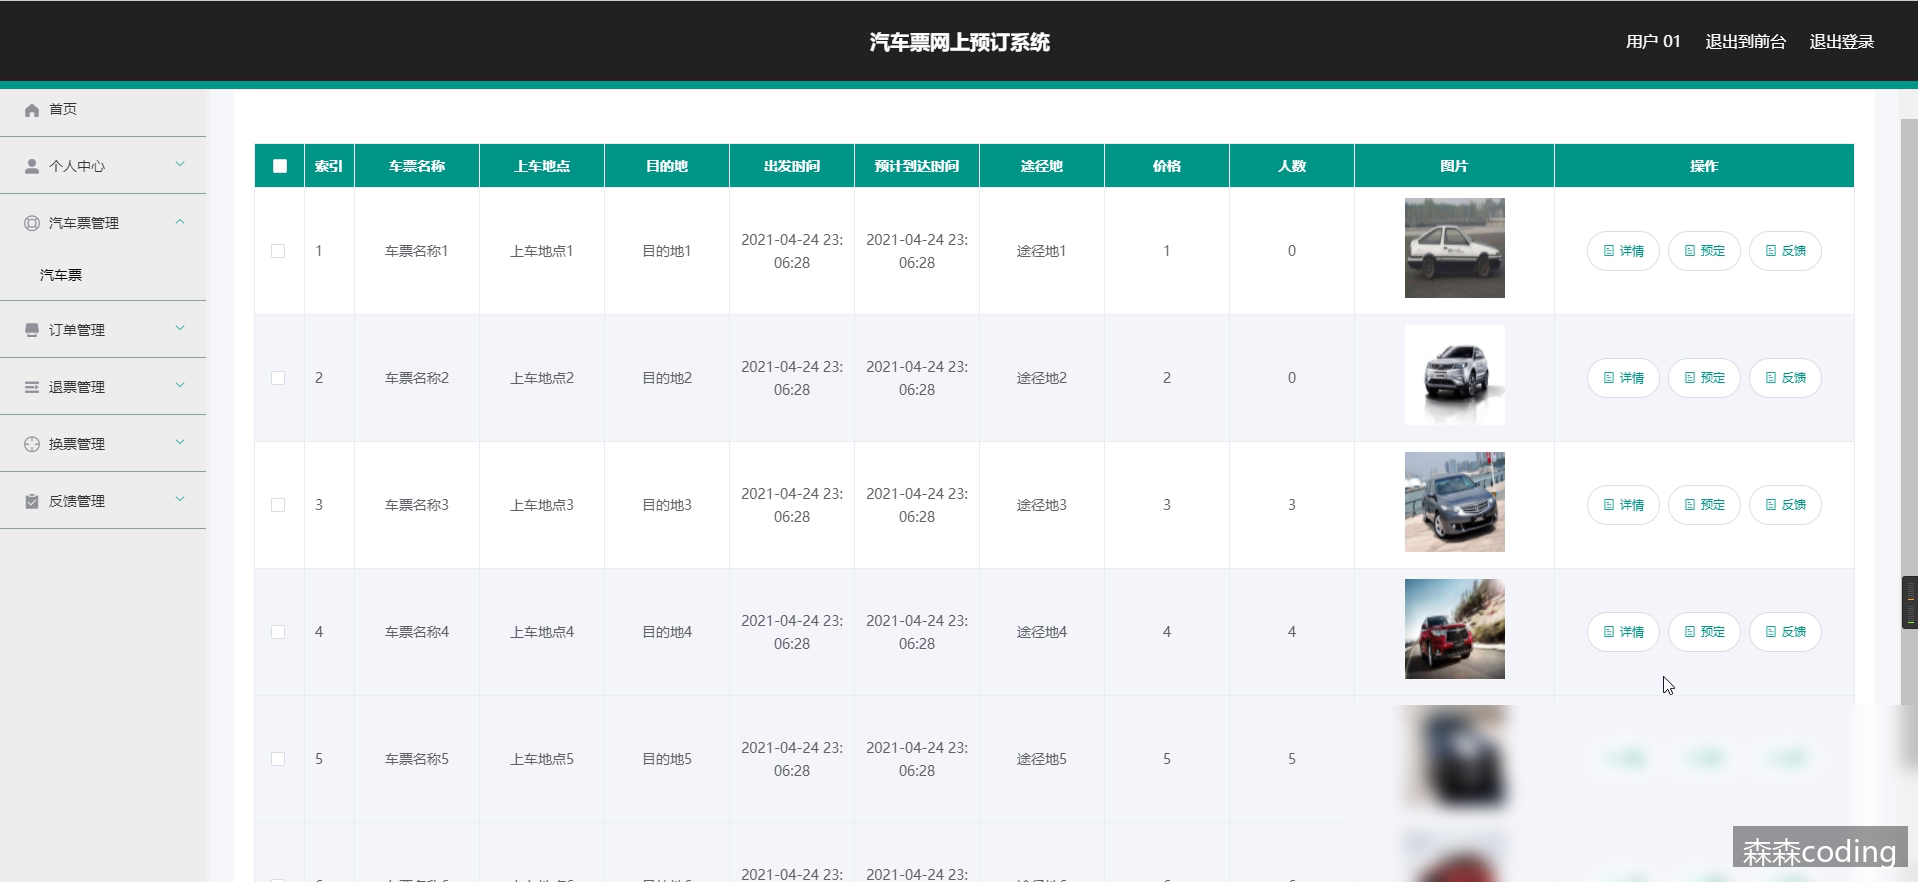 汽车票网上预订系统
用户 01 退出到前台 退出登录
首页
个人中心
汽车票管理
汽车票
订单管理
退票管理
换票管理
反馈管理
索引 车票名称 上车地点 目的地 出发时间 预计到达时间 途径地 价格 人数 图片 操作
1 车票名称1 上车地点1 目的地1 2021-04-24 23:06:28 2021-04-24 23:06:28 途径地1 1 0 详情 预定 反馈
2 车票名称2 上车地点2 目的地2 2021-04-24 23:06:28 2021-04-24 23:06:28 途径地2 2 0 详情 预定 反馈
3 车票名称3 上车地点3 目的地3 2021-04-24 23:06:28 2021-04-24 23:06:28 途径地3 3 3 详情 预定 反馈
4 车票名称4 上车地点4 目的地4 2021-04-24 23:06:28 2021-04-24 23:06:28 途径地4 4 4 详情 预定 反馈
5 车票名称5 上车地点5 目的地5 2021-04-24 23:06:28 2021-04-24 23:06:28 途径地5 5 5
2021-04-24 23: 2021-04-24 23:
森森coding